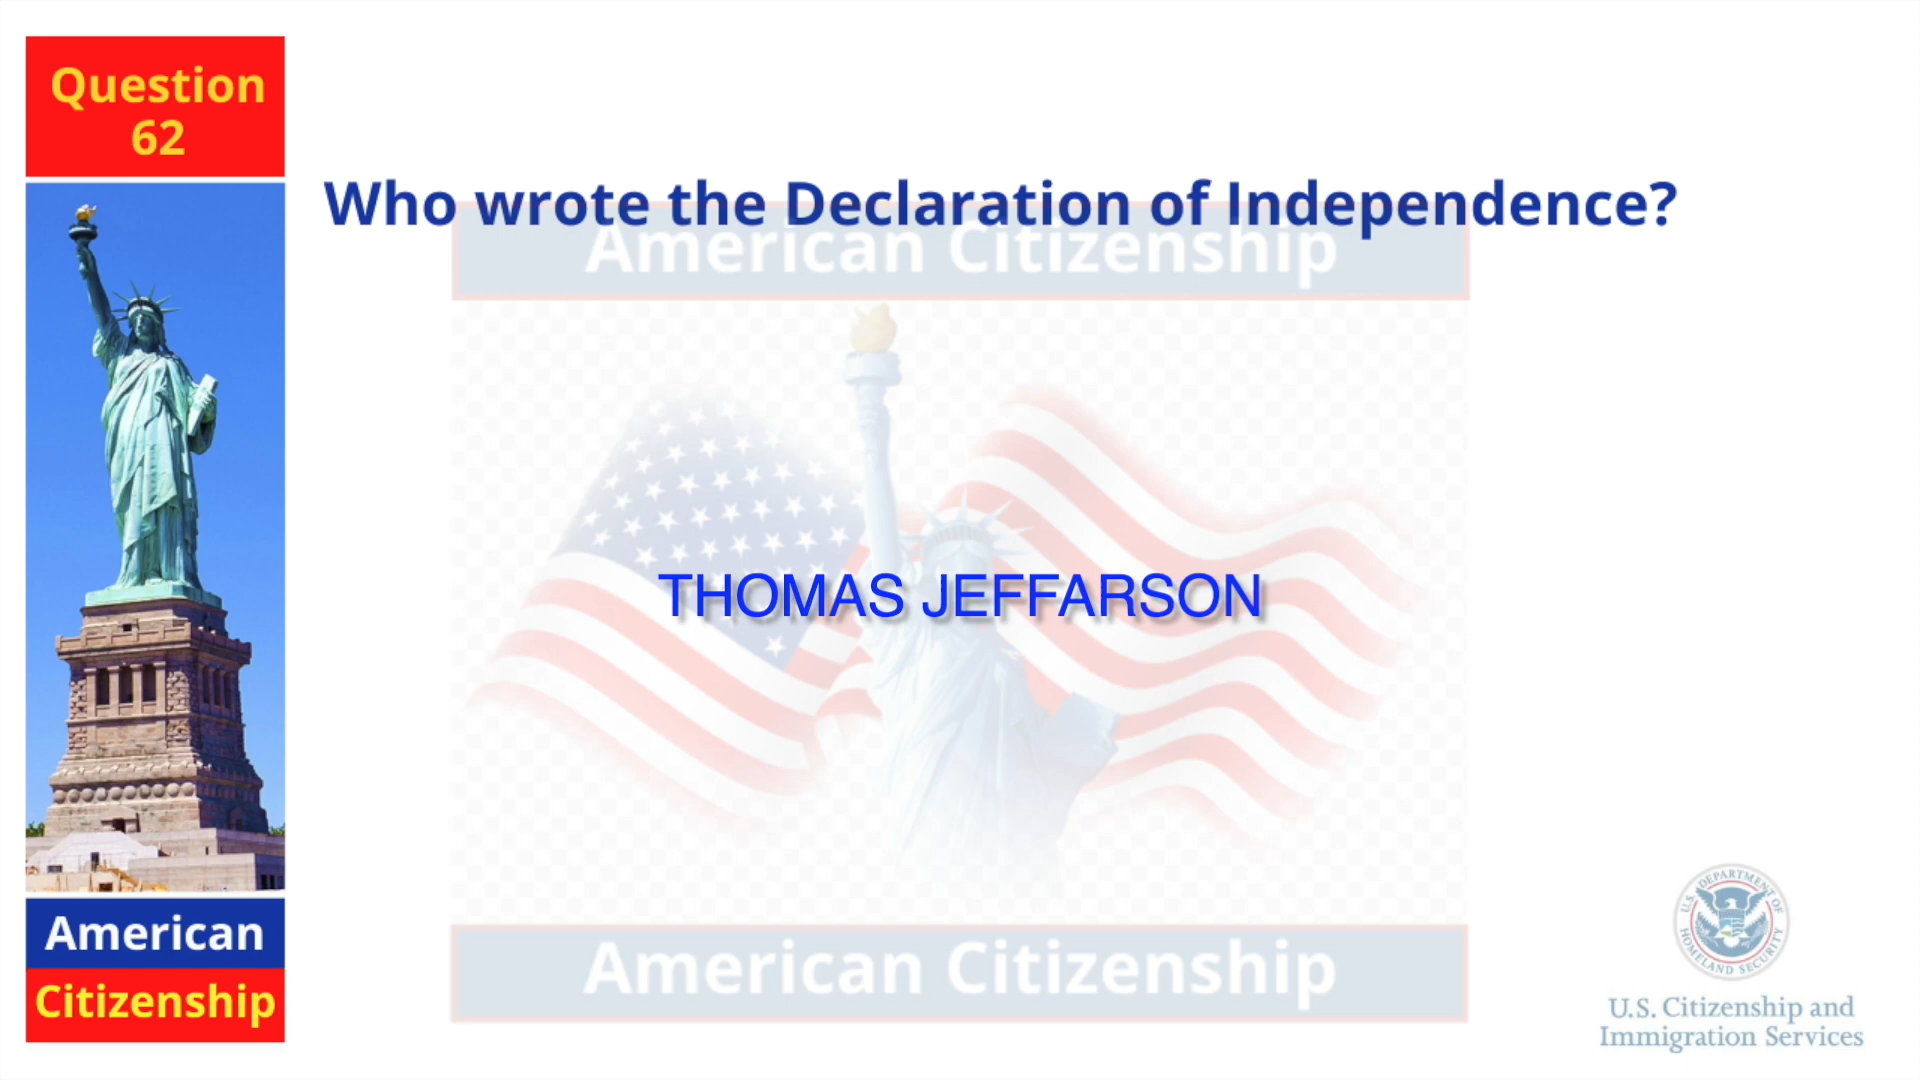 Question
62
Who wrote the Declaration of Independence?
American Citizenship
THOMAS JEFFARSON
American
Citizenship
American Citizenship
U.S. DEPARTMENT OF
HOMELAND SECURITY
U.S. Citizenship and
Immigration Services